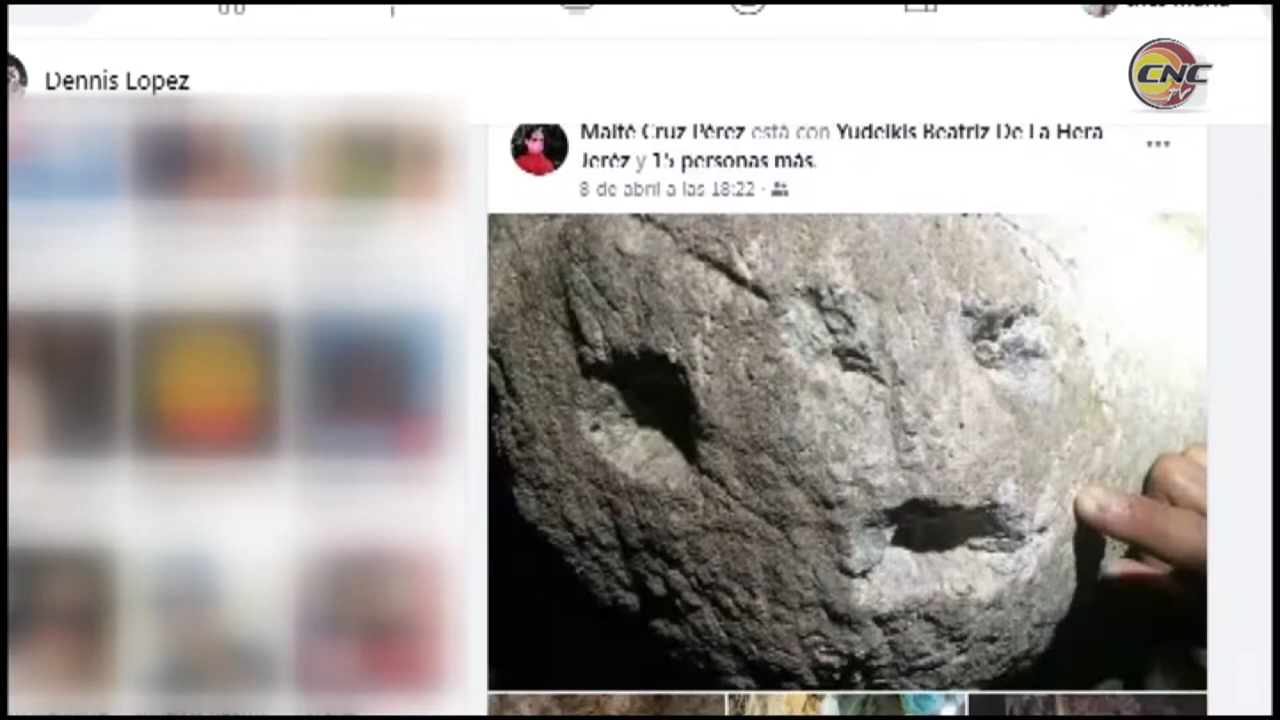 Dennis Lopez
CNC
TV
Maité Cruz Pérez está con Yudelkis Beatriz De La Hera
Jeréz y 15 personas más.
8 de abril a las 18:22 ·